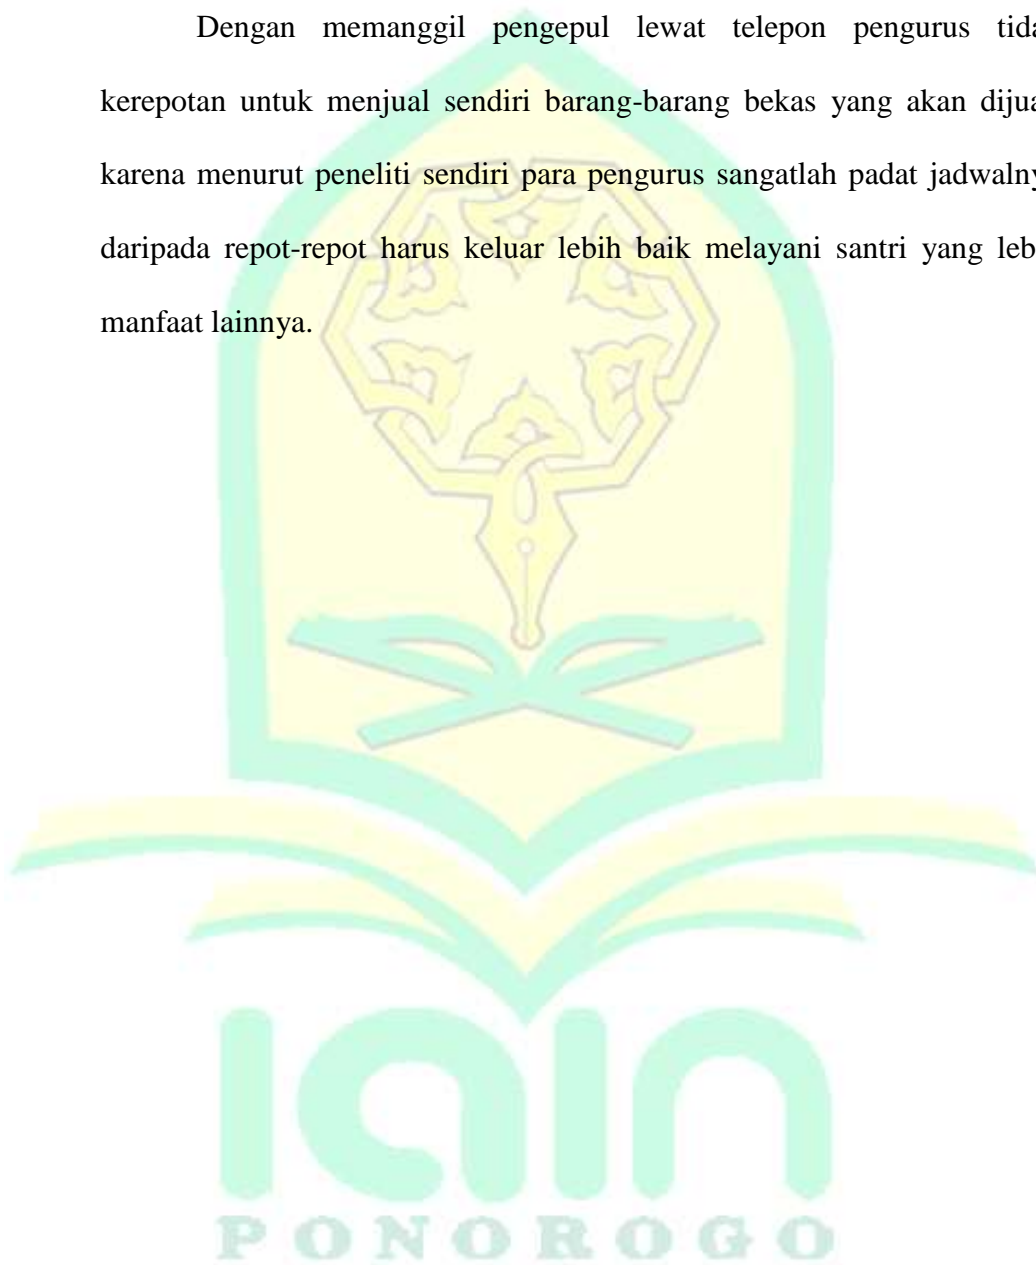 Dengan memanggil pengepul lewat telepon pengurus tida
kerepotan untuk menjual sendiri barang-barang bekas yang akan dijua
karena menurut peneliti sendiri para pengurus sangatlah padat jadwalny
daripada repot-repot harus keluar lebih baik melayani santri yang leb
manfaat lainnya.
iain
PONOROGO